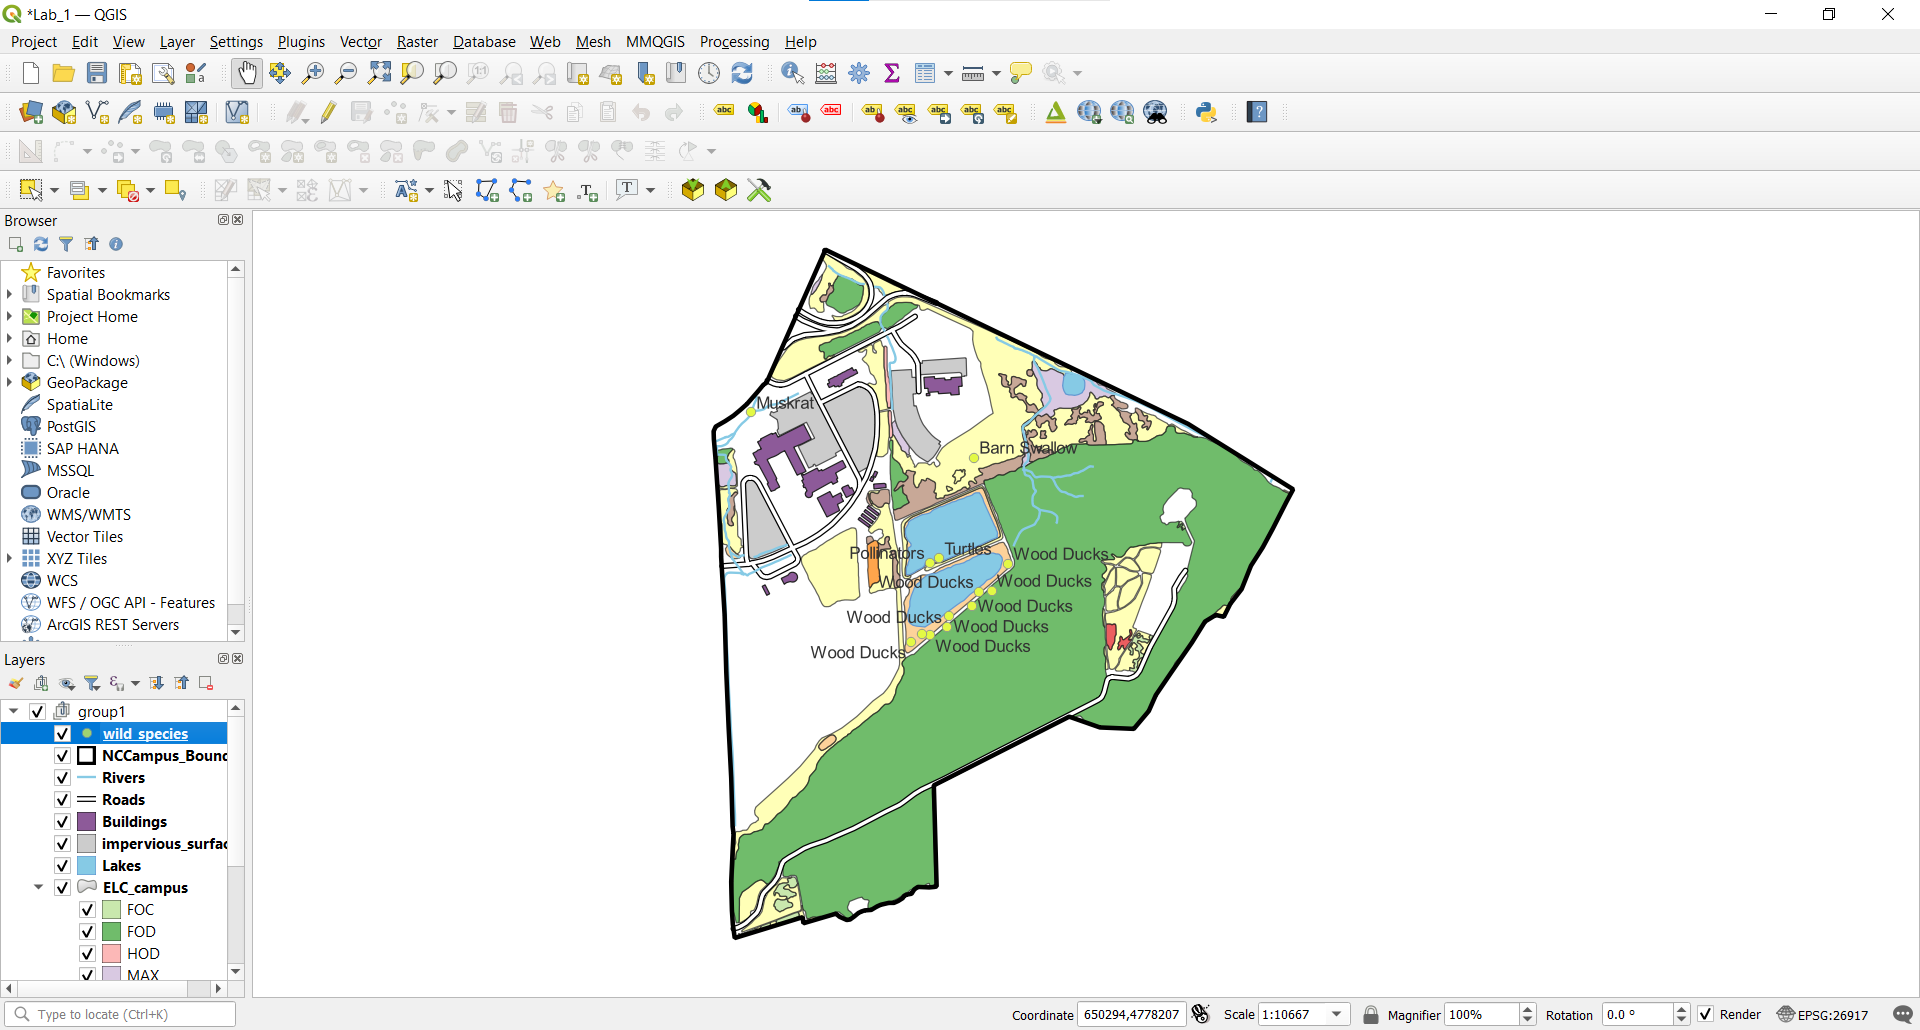 *Lab_1 — QGIS
Project Edit View Layer Settings Plugins Vector Raster Database Web Mesh MMQGIS Processing Help
Browser
Favorites
Spatial Bookmarks
Project Home
Home
C:\ (Windows)
GeoPackage
SpatiaLite
PostGIS
SAP HANA
MSSQL
Oracle
WMS/WMTS
Vector Tiles
XYZ Tiles
WCS
WFS / OGC API - Features
ArcGIS REST Servers
Layers
group1
wild_species
NCCampus_Bound
Rivers
Roads
Buildings
impervious_surfac
Lakes
ELC_campus
FOC
FOD
HOD
MAX
Muskrat
Barn Swallow
Pollinators
Turtles
Wood Ducks
Wood Ducks
Wood Ducks
Wood Ducks
Wood Ducks
Wood Ducks
Wood Ducks
Wood Ducks
Type to locate (Ctrl+K)
Coordinate 650294,4778207 Scale 1:10667 Magnifier 100% Rotation 0.0 ° Render EPSG:26917